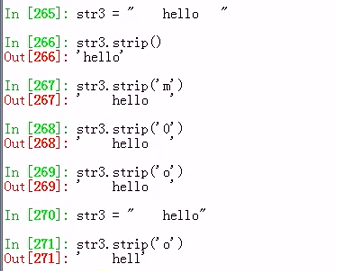 In [265]: str3 = "    hello   "
In [266]: str3.strip()
Out[266]: 'hello'
In [267]: str3.strip('m')
Out[267]: '    hello   '
In [268]: str3.strip('0')
Out[268]: '    hello   '
In [269]: str3.strip('o')
Out[269]: '    hello   '
In [270]: str3 = "    hello"
In [271]: str3.strip('o')
Out[271]: '    hell'